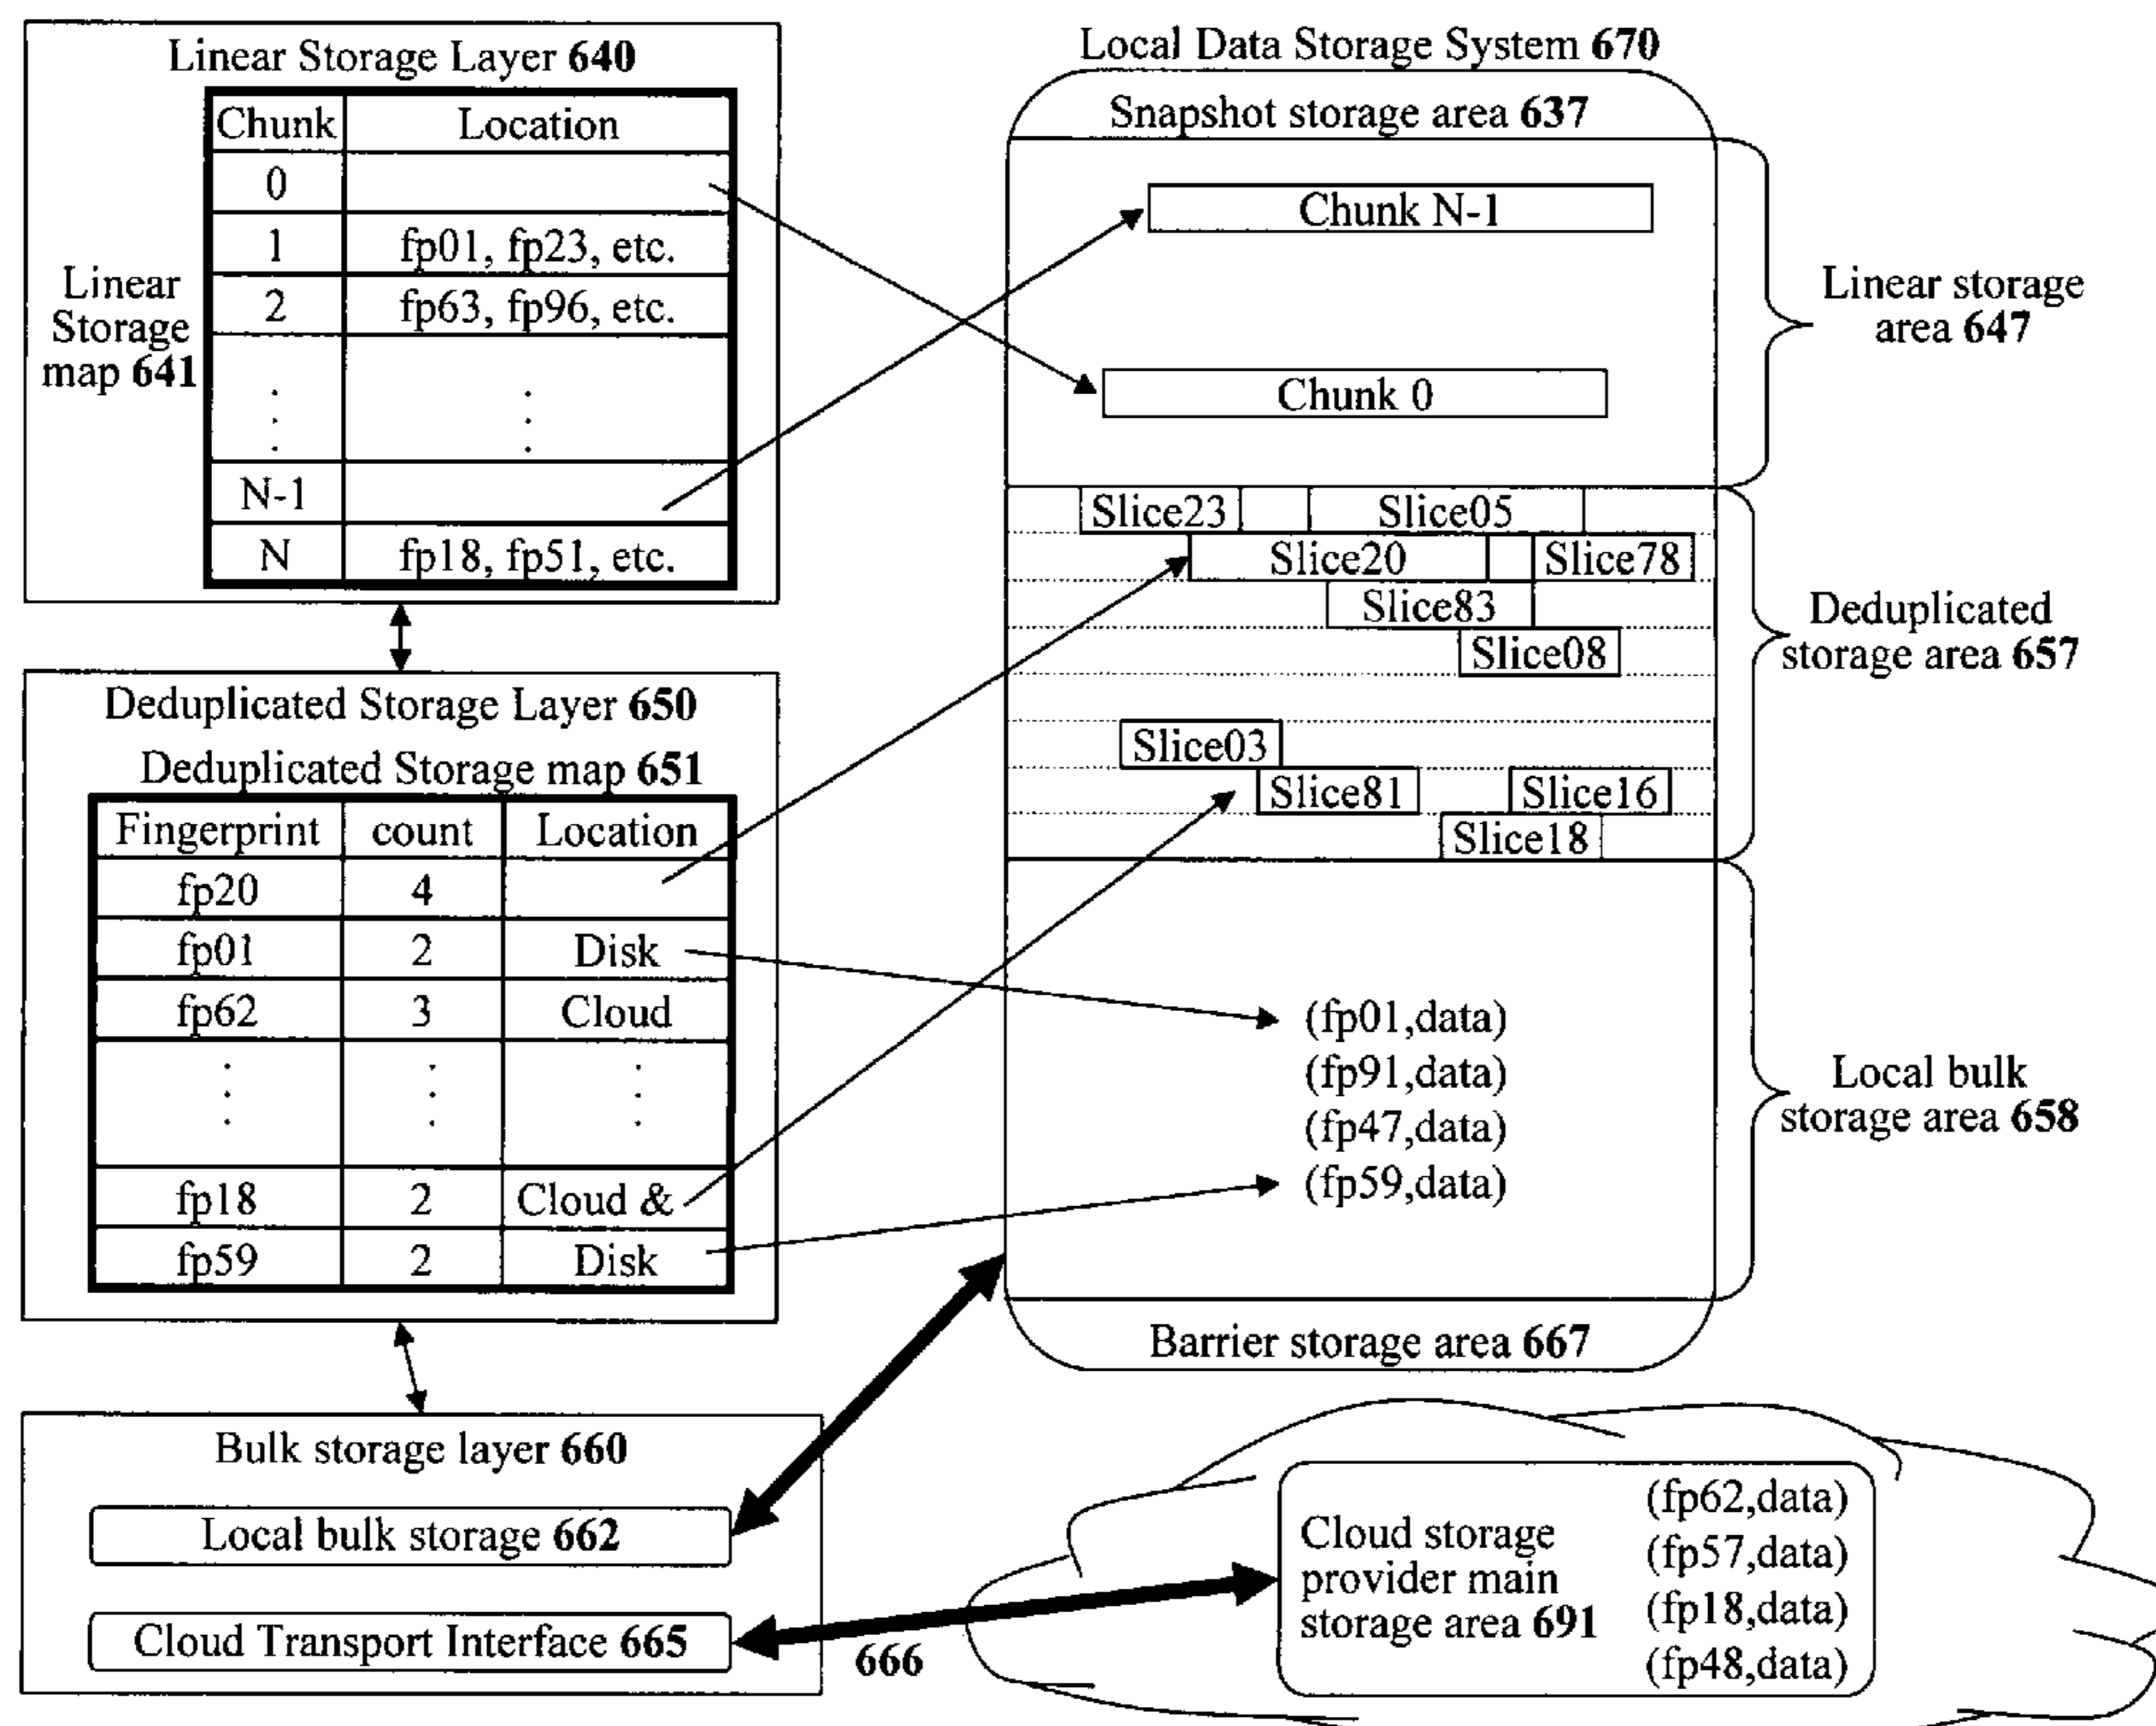 Linear Storage Layer 640
Linear
Storage
map 641
Chunk Location
0
1 fp01, fp23, etc.
2 fp63, fp96, etc.
. .
. .
. .
N-1
N fp18, fp51, etc.
Deduplicated Storage Layer 650
Deduplicated Storage map 651
Fingerprint count Location
fp20 4
fp01 2 Disk
fp62 3 Cloud
. . .
. . .
. . .
fp18 2 Cloud &
fp59 2 Disk
Bulk storage layer 660
Local bulk storage 662
Cloud Transport Interface 665
666
Local Data Storage System 670
Snapshot storage area 637
Chunk N-1
Chunk 0
Linear storage
area 647
Slice23 Slice05
Slice20 Slice78
Slice83
Slice08
Slice03
Slice81 Slice16
Slice18
Deduplicated
storage area 657
(fp01,data)
(fp91,data)
(fp47,data)
(fp59,data)
Local bulk
storage area 658
Barrier storage area 667
Cloud storage
provider main
storage area 691
(fp62,data)
(fp57,data)
(fp18,data)
(fp48,data)